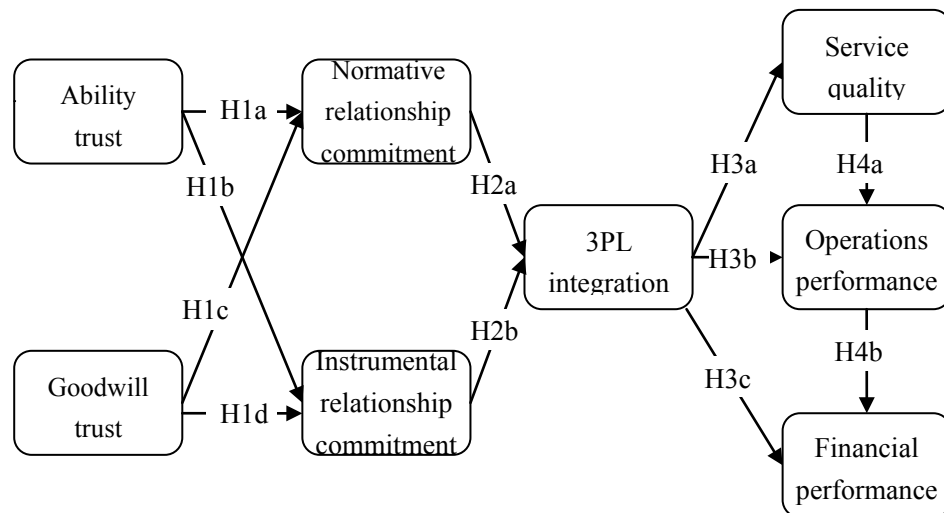 Ability
trust
Goodwill
trust
H1a
H1b
H1c
H1d
Normative
relationship
commitment
Instrumental
relationship
commitment
H2a
H2b
3PL
integration
H3a
H3b
H3c
Service
quality
H4a
Operations
performance
H4b
Financial
performance